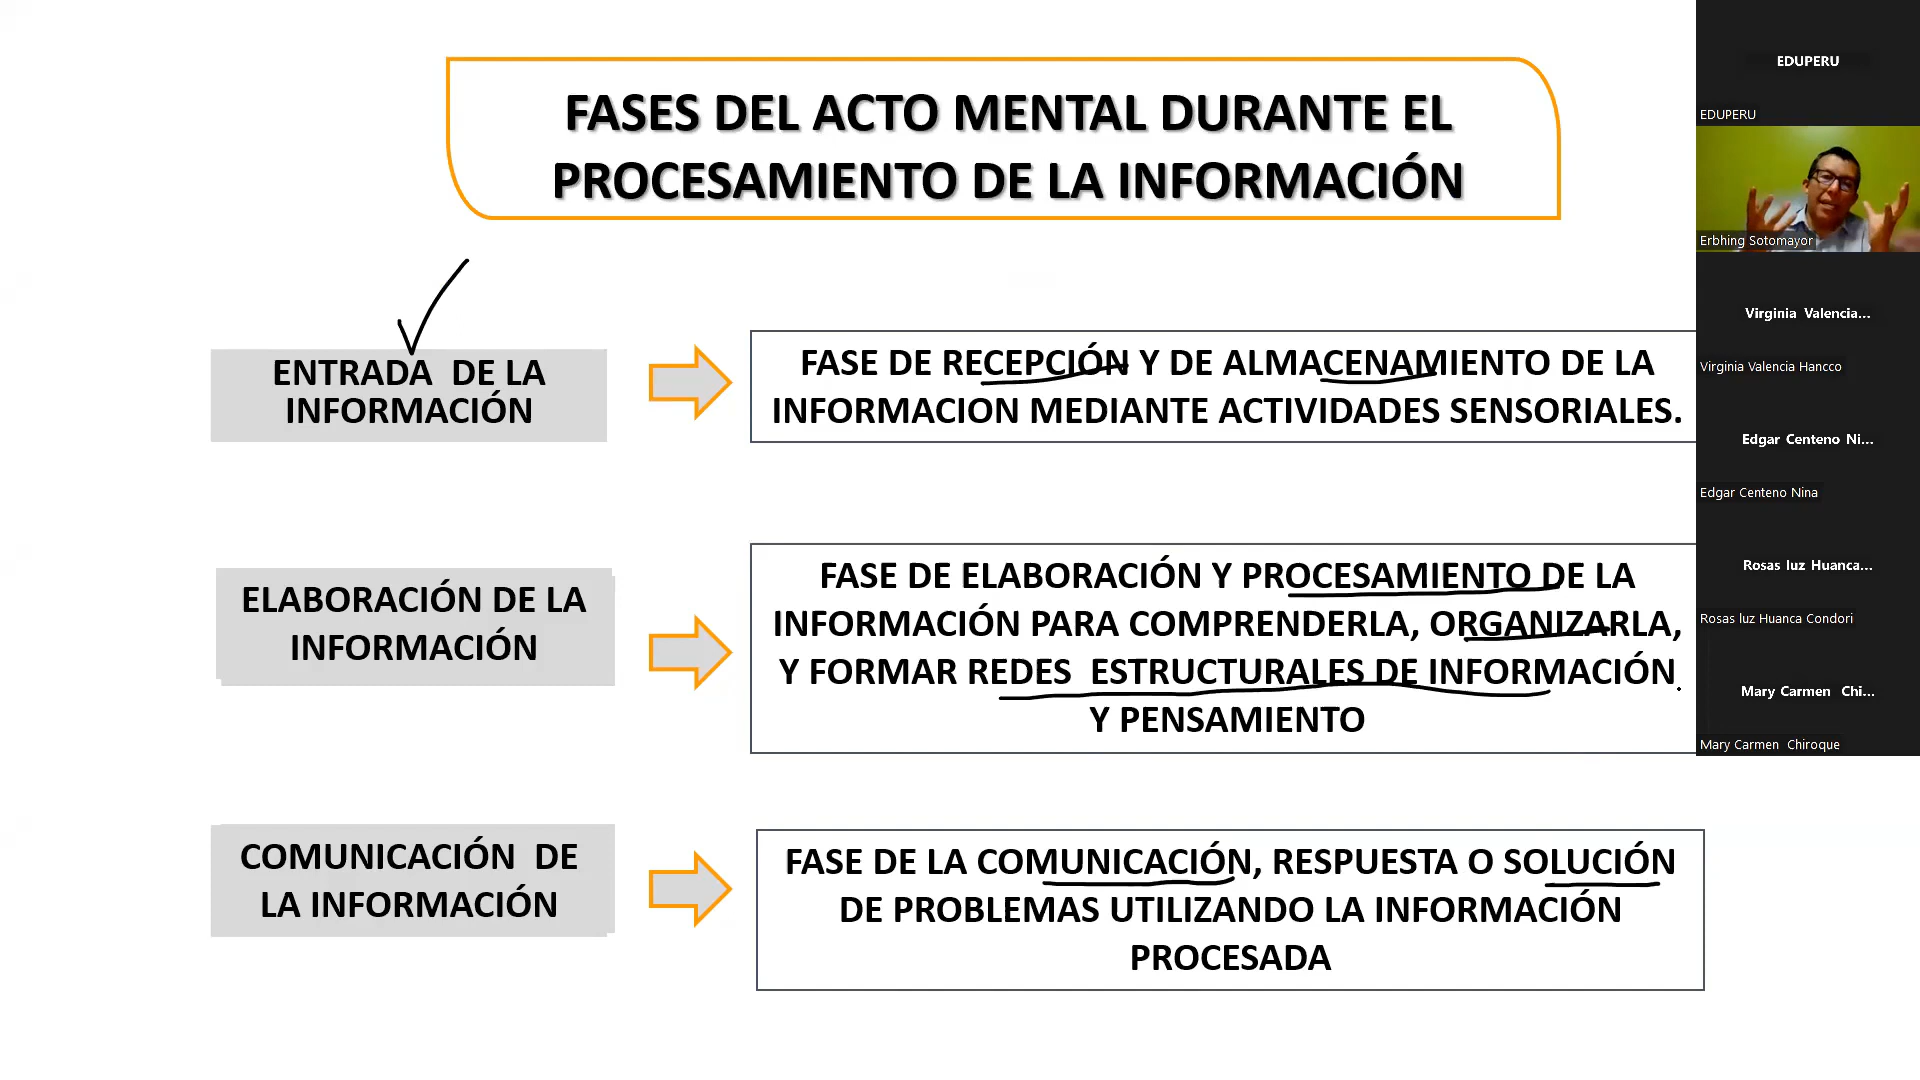 FASES DEL ACTO MENTAL DURANTE EL
PROCESAMIENTO DE LA INFORMACIÓN
ENTRADA DE LA
INFORMACIÓN
FASE DE RECEPCIÓN Y DE ALMACENAMIENTO DE LA
INFORMACION MEDIANTE ACTIVIDADES SENSORIALES.
ELABORACIÓN DE LA
INFORMACIÓN
FASE DE ELABORACIÓN Y PROCESAMIENTO DE LA
INFORMACIÓN PARA COMPRENDERLA, ORGANIZARLA,
Y FORMAR REDES ESTRUCTURALES DE INFORMACIÓN
Y PENSAMIENTO
COMUNICACIÓN DE
LA INFORMACIÓN
FASE DE LA COMUNICACIÓN, RESPUESTA O SOLUCIÓN
DE PROBLEMAS UTILIZANDO LA INFORMACIÓN
PROCESADA
EDUPERU
EDUPERU
Erbhing Sotomayor
Virginia Valencia...
Virginia Valencia Hancco
Edgar Centeno Ni...
Edgar Centeno Nina
Rosas luz Huanca...
Rosas luz Huanca Condori
Mary Carmen Chi...
Mary Carmen Chiroque